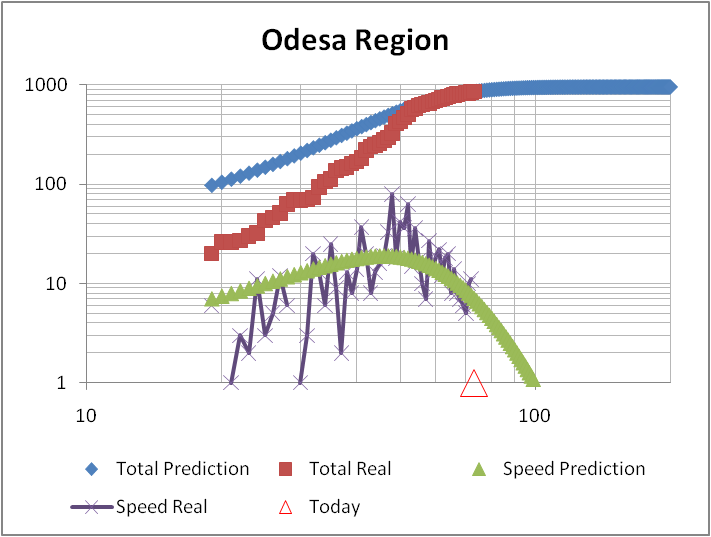 Odesa Region
1000
100
10
1
10 100
Total Prediction Total Real Speed Prediction
Speed Real Today